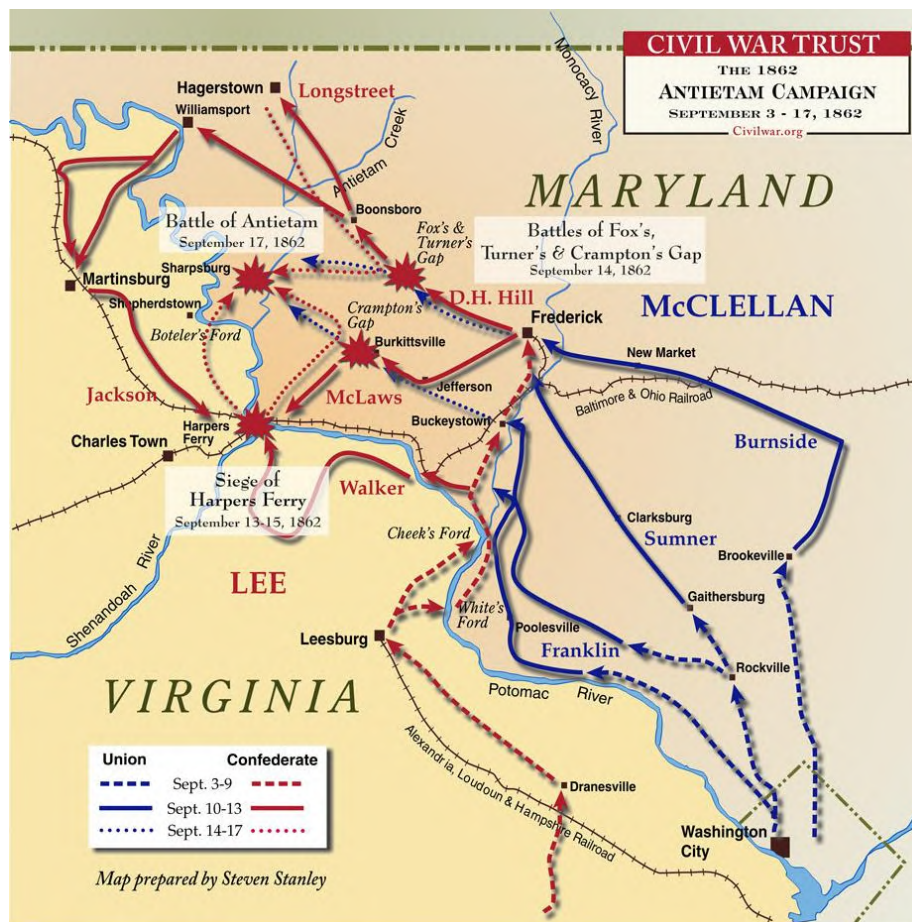 CIVIL WAR TRUST
THE 1862
ANTIETAM CAMPAIGN
SEPTEMBER 3 - 17, 1862
Civilwar.org
Monocacy River
Hagerstown
Longstreet
Williamsport
Antietam Creek
MARYLAND
Boonsboro
Battle of Antietam
September 17, 1862
Fox's &
Turner's
Gap
Battles of Fox's,
Turner's & Crampton's Gap
September 14, 1862
Sharpsburg
Martinsburg
D.H. Hill
McCLELLAN
Shepherdstown
Crampton's
Gap
Frederick
Boteler's Ford
Burkittsville
New Market
Jefferson
Baltimore & Ohio Railroad
Jackson
McLaws
Harpers
Ferry
Buckeystown
Charles Town
Burnside
Siege of
Harpers Ferry
September 13-15, 1862
Walker
Clarksburg
Sumner
Cheek's Ford
Brookeville
Shenandoah River
LEE
White's
Ford
Gaithersburg
Leesburg
Poolesville
Franklin
Rockville
VIRGINIA
Potomac River
Alexandria, Loudoun & Hampshire Railroad
Union Confederate
Sept. 3-9
Sept. 10-13
Sept. 14-17
Dranesville
Washington
City
Map prepared by Steven Stanley